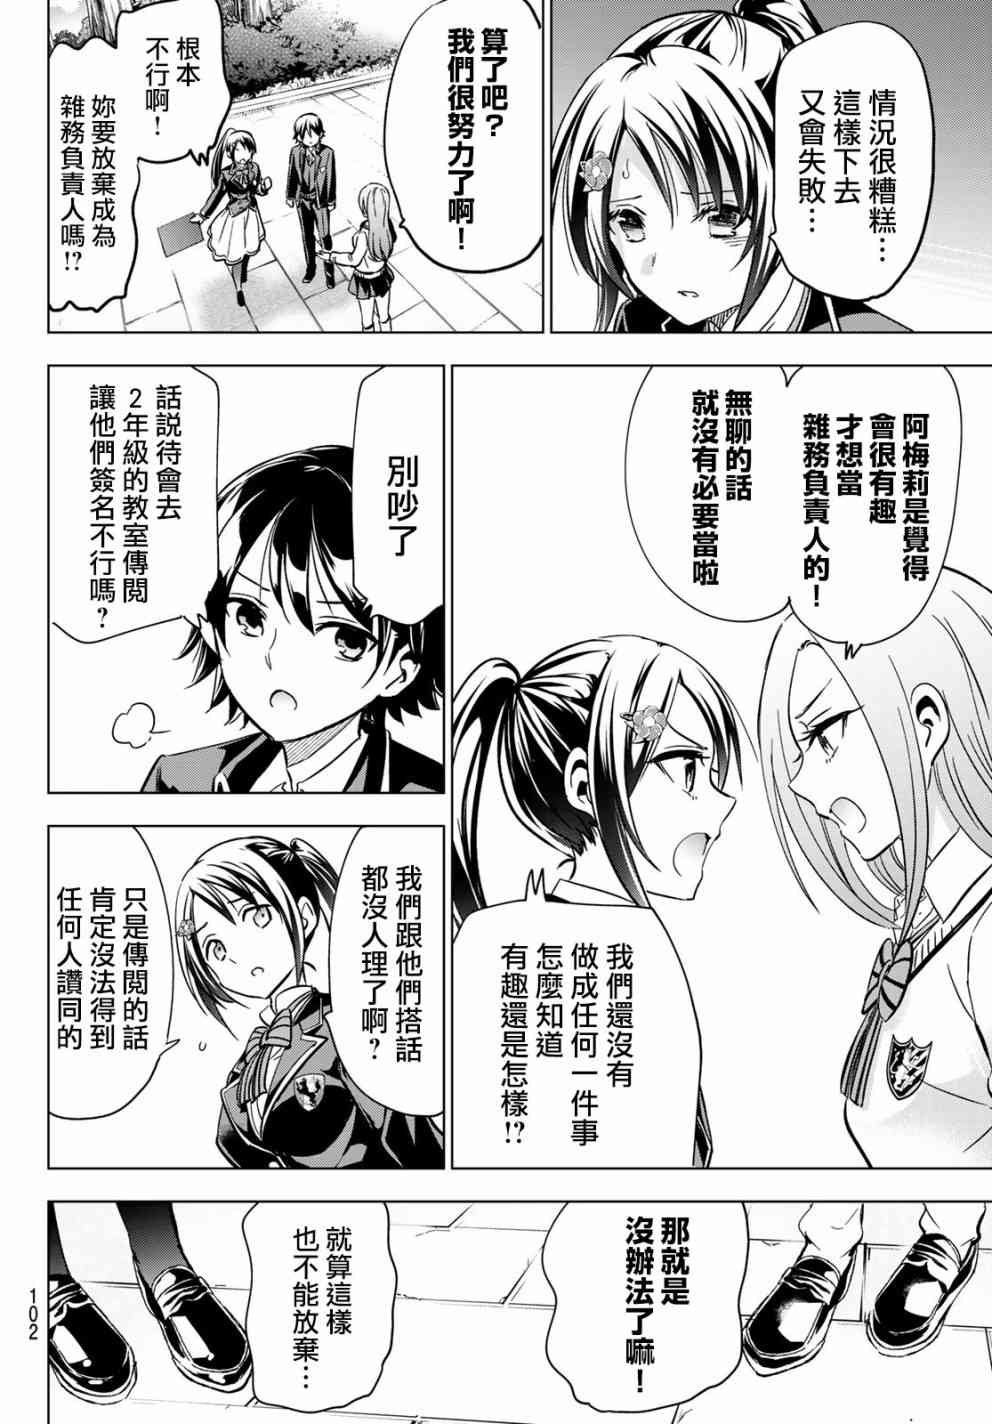 情況很糟糕…
這樣下去
又會失敗…
算了吧？
我們很努力了啊！
根本
不行啊！
妳要放棄成為
雜務負責人嗎!?
阿梅莉是覺得
會很有趣
才想當
雜務負責人的！
無聊的話
就沒有必要當啦
我們還沒有
做成任何一件事
怎麼知道
有趣還是怎樣!?
別吵了
話說待會去
2年級的教室傳閱
讓他們簽名不行嗎？
我們跟他們搭話
都沒人理了啊？
只是傳閱的話
肯定沒法得到
任何人讚同的
那就是
沒辦法了嘛！
就算這樣
也不能放棄…
102